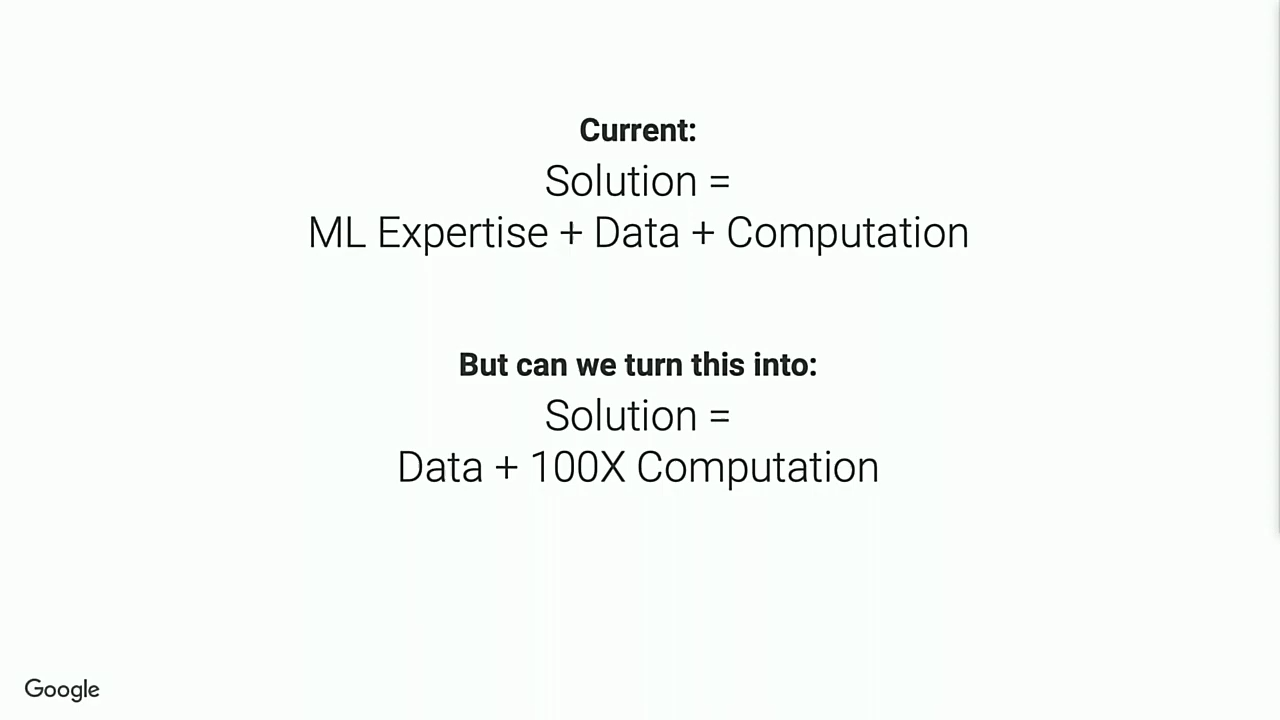 Current:
Solution =
ML Expertise + Data + Computation
But can we turn this into:
Solution =
Data + 100X Computation
Google